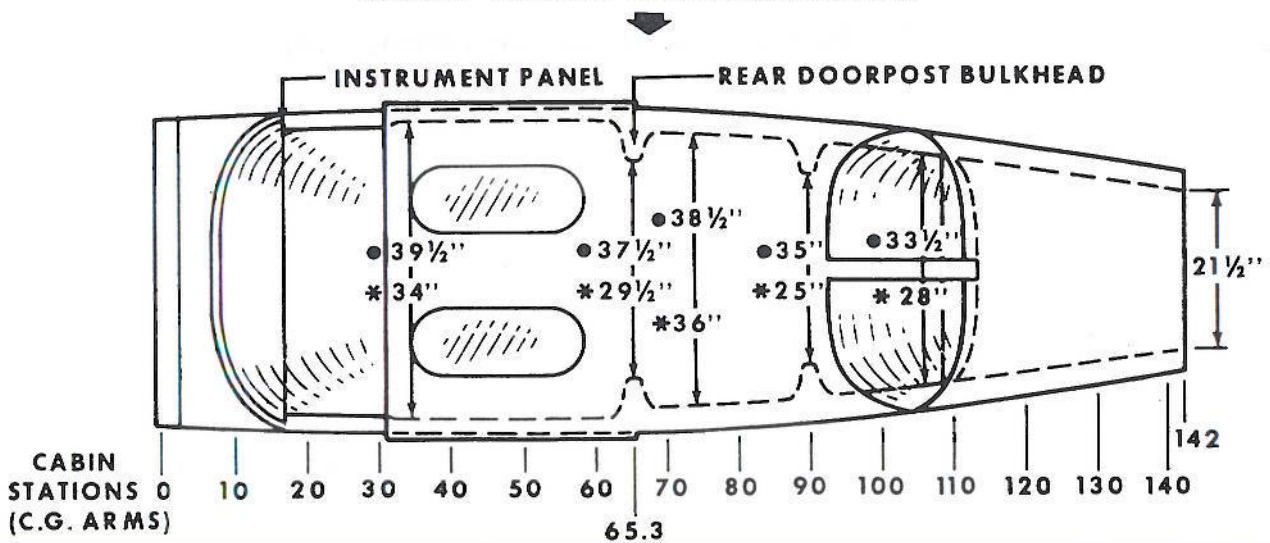 INSTRUMENT PANEL
REAR DOORPOST BULKHEAD
● 38½"
● 39½"
● 37½"
● 35"
● 33½"
21½"
* 34"
* 29½"
* 25"
* 28"
* 36"
142
CABIN
STATIONS 0 10 20 30 40 50 60 70 80 90 100 110 120 130 140
(C.G. ARMS)
65.3